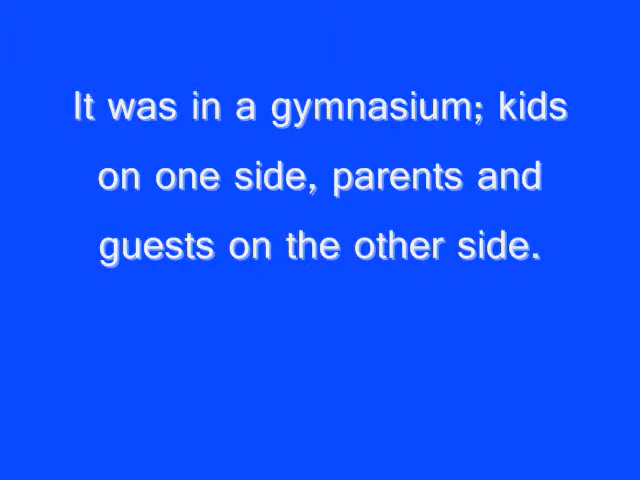 It was in a gymnasium; kids
on one side, parents and
guests on the other side.